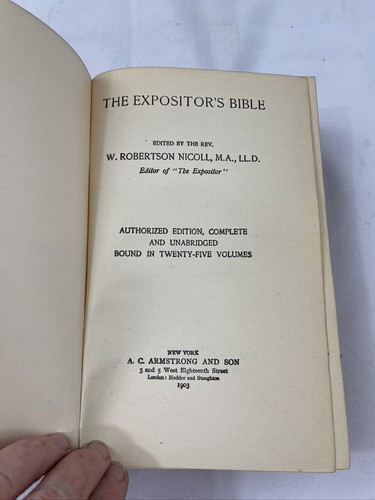 THE EXPOSITOR'S BIBLE
EDITED BY THE REV.
W. ROBERTSON NICOLL, M.A., LL.D.
Editor of "The Expositor"
AUTHORIZED EDITION, COMPLETE
AND UNABRIDGED
BOUND IN TWENTY-FIVE VOLUMES
NEW YORK
A. C. ARMSTRONG AND SON
3 and 5 West Eighteenth Street
London: Hodder and Stoughton
1903